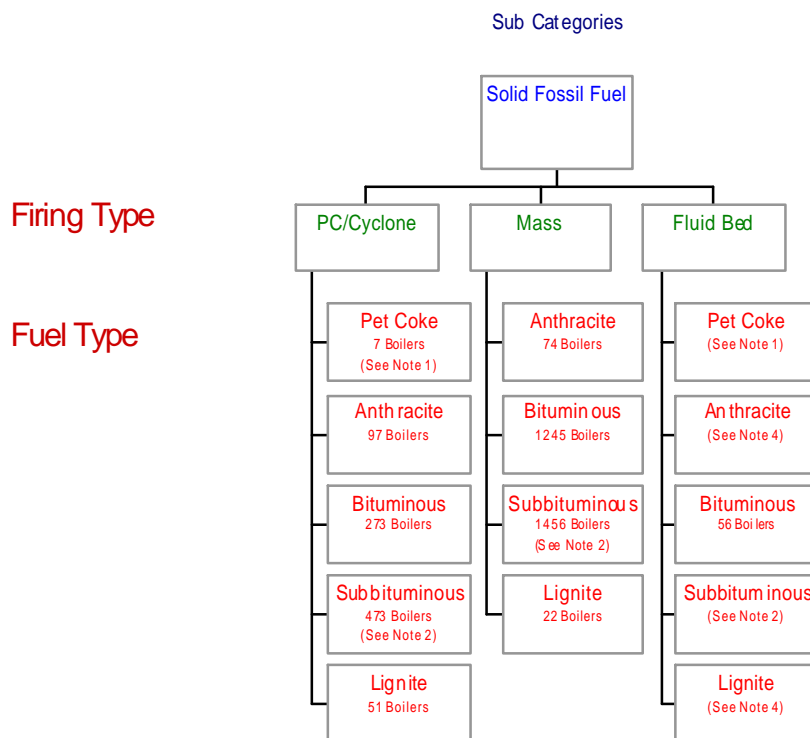 Sub Categories
Solid Fossil Fuel
Firing Type
PC/Cyclone
Mass
Fluid Bed
Fuel Type
Pet Coke
7 Boilers
(See Note 1)
Anthracite
97 Boilers
Bituminous
273 Boilers
Subbituminous
473 Boilers
(See Note 2)
Lignite
51 Boilers
Anthracite
74 Boilers
Bituminous
1245 Boilers
Subbituminous
1456 Boilers
(See Note 2)
Lignite
22 Boilers
Pet Coke
(See Note 1)
Anthracite
(See Note 4)
Bituminous
56 Boilers
Subbituminous
(See Note 2)
Lignite
(See Note 4)